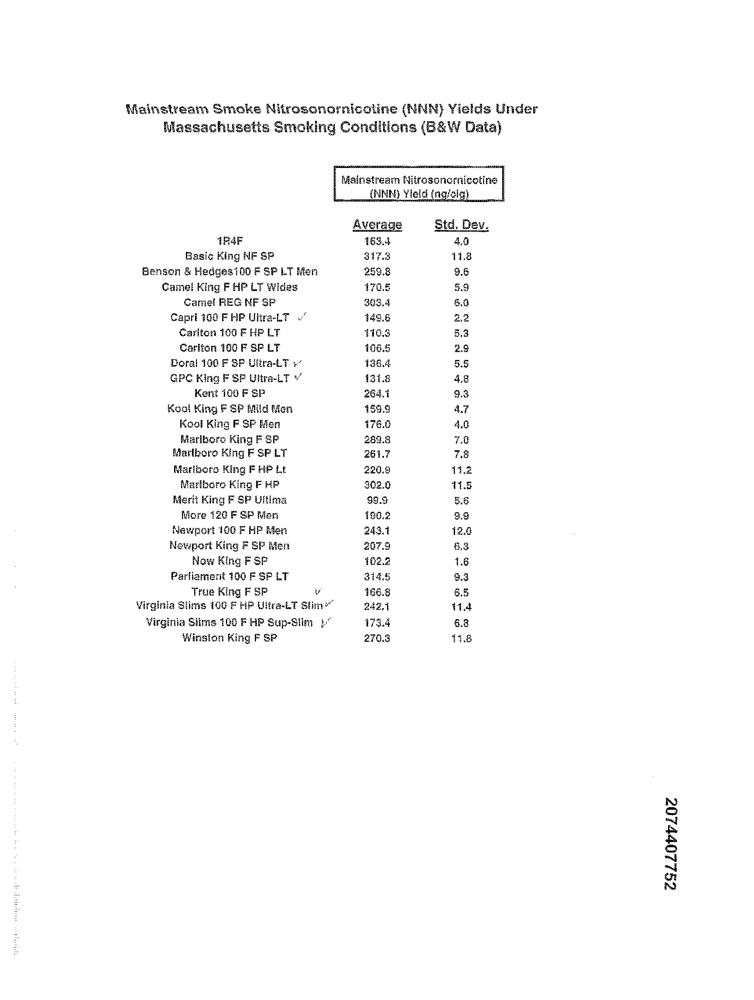 Mainstream Smoke Nitrosonornicotine (NNN) Yields Under
Massachusetts Smoking Conditions (B&W Data)
Mainstream Nitrosonornicotine
(NNN) Yield (ng/cig)
Average Std. Dev.
1R4F 163.4 4.0
Basic King NF SP 317.3 11.8
Benson & Hedges100 F SP LT Men 259.8 9.6
Camel King F HP LT Wides 170.5 5.9
Camel REG NF SP 303.4 6.0
Capri 100 F HP Ultra-LT ✓ 149.6 2.2
Carlton 100 F HP LT 110.3 5.3
Carlton 100 F SP LT 106.5 2.9
Doral 100 F SP Ultra-LT ✓ 136.4 5.5
GPC King F SP Ultra-LT ✓ 131.8 4.8
Kent 100 F SP 264.1 9.3
Kool King F SP Mild Men 159.9 4.7
Kool King F SP Men 176.0 4.0
Marlboro King F SP 289.8 7.0
Marlboro King F SP LT 261.7 7.8
Marlboro King F HP Lt 220.9 11.2
Marlboro King F HP 302.0 11.5
Merit King F SP Ultima 99.9 5.6
More 120 F SP Men 190.2 9.9
Newport 100 F HP Men 243.1 12.0
Newport King F SP Men 207.9 6.3
Now King F SP 102.2 1.6
Parliament 100 F SP LT 314.5 9.3
True King F SP ✓ 166.8 6.5
Virginia Slims 100 F HP Ultra-LT Slim ✓ 242.1 11.4
Virginia Slims 100 F HP Sup-Slim ✓ 173.4 6.8
Winston King F SP 270.3 11.8
2074407752